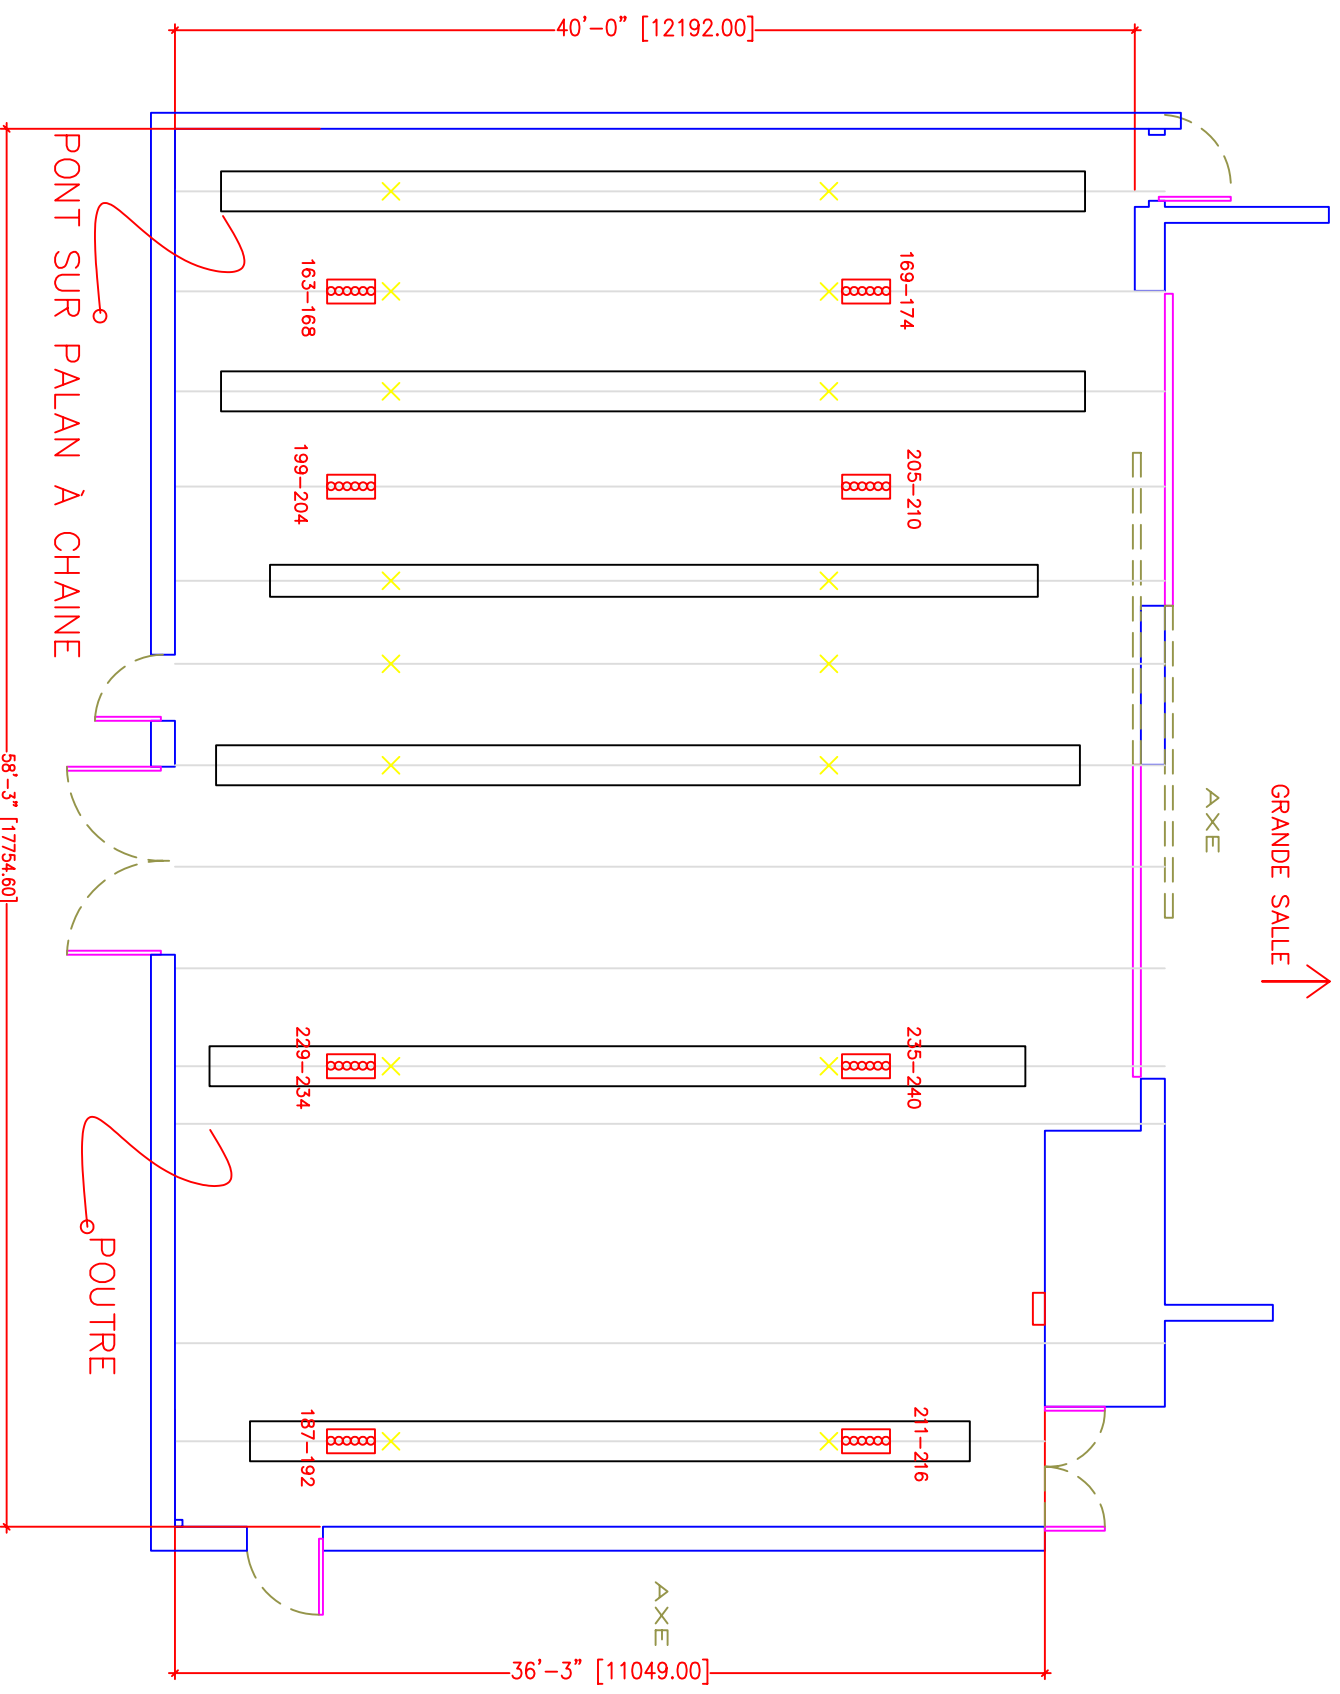 40'-0" [12192.00]
PONT SUR PALAN À CHAINE
163-168
169-174
199-204
205-210
58'-3" [17754.60]
AXE
GRANDE SALLE
229-234
235-240
POUTRE
187-192
211-216
AXE
36'-3" [11049.00]